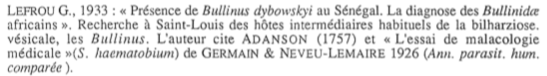 LEFROU G., 1933 : « Présence de Bullinus dybowskyi au Sénégal. La diagnose des Bullinidæ
africains ». Recherche à Saint-Louis des hôtes intermédiaires habituels de la bilharziose.
vésicale, les Bullinus. L'auteur cite ADANSON (1757) et « L'essai de malacologie
médicale »(S. haematobium) de GERMAIN & NEVEU-LEMAIRE 1926 (Ann. parasit. hum.
comparée ).